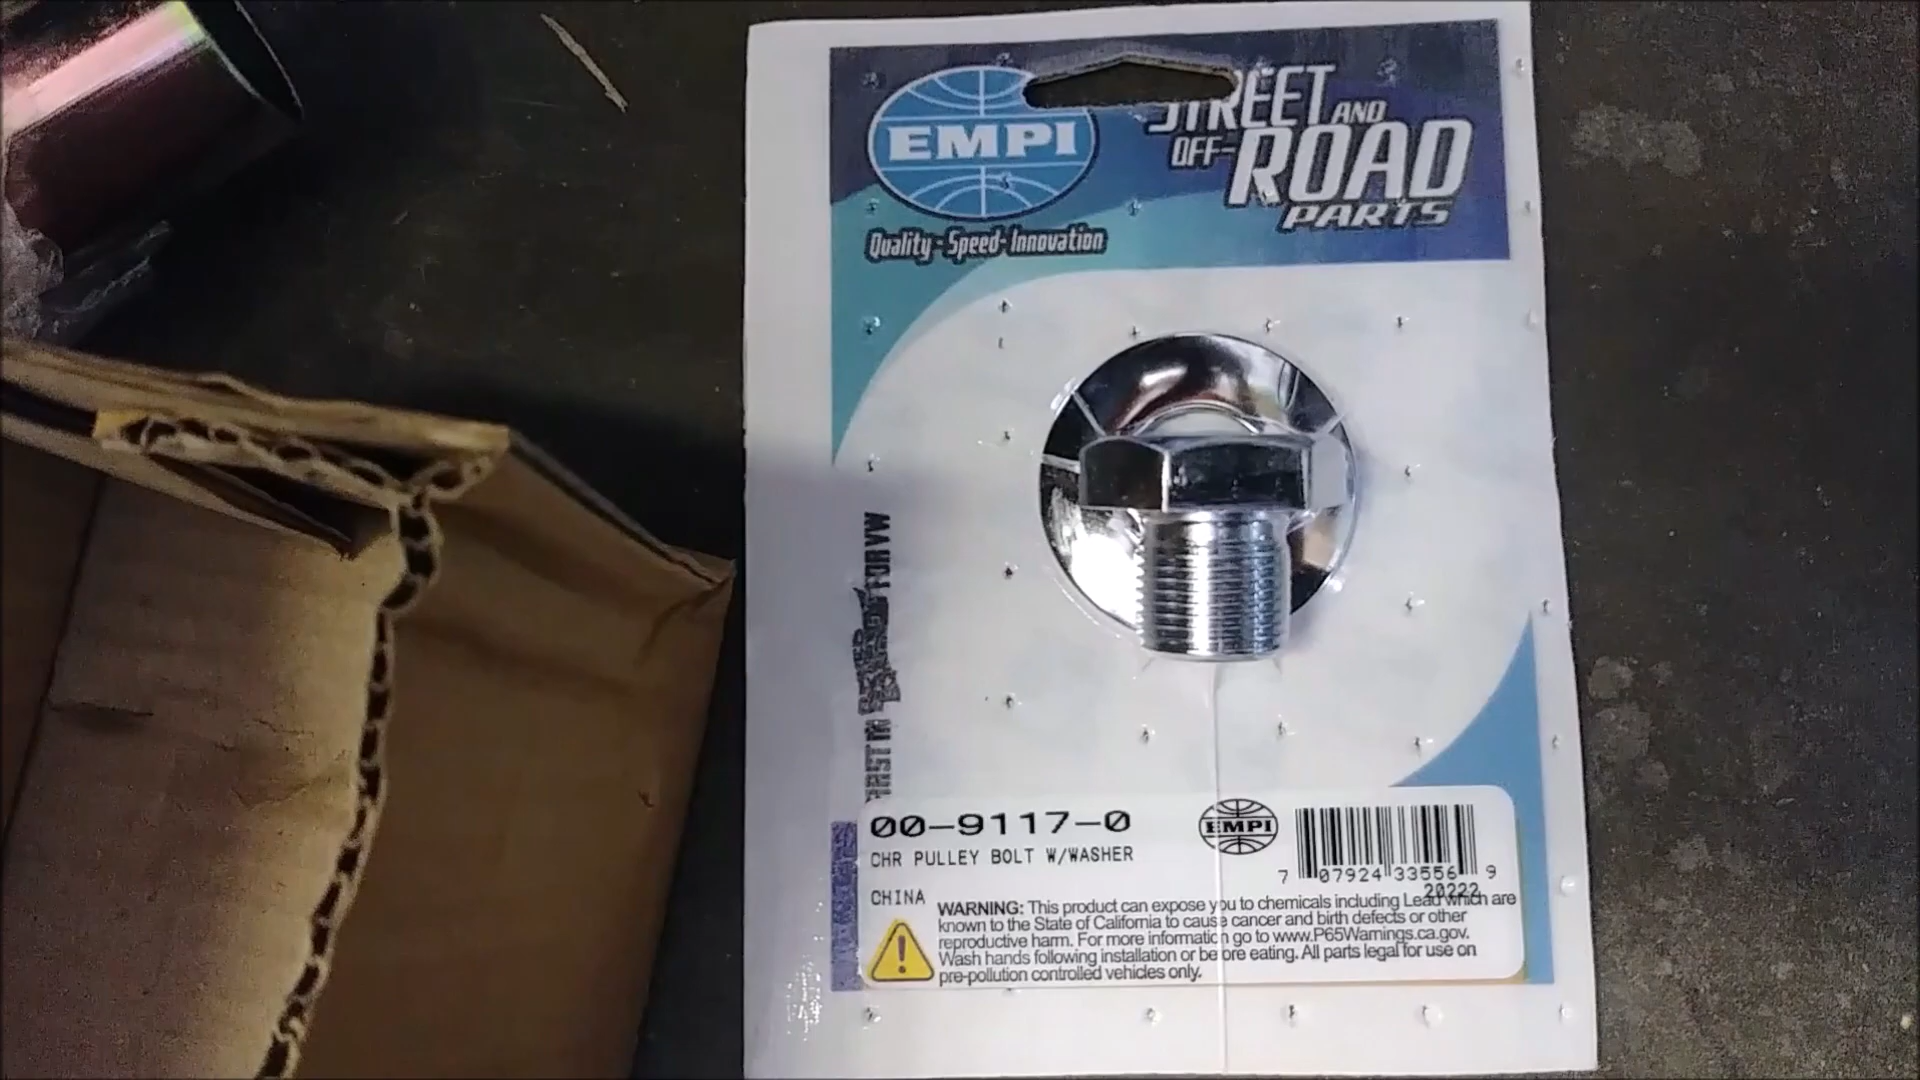 EMPI
STREET AND
OFF-ROAD
PARTS
Quality - Speed - Innovation
FOR VW
00-9117-0
CHR PULLEY BOLT W/WASHER
CHINA
EMPI
7 07924 33556 9
20222
WARNING: This product can expose you to chemicals including Lead which are
known to the State of California to cause cancer and birth defects or other
reproductive harm. For more information go to www.P65Warnings.ca.gov.
Wash hands following installation or before eating. All parts legal for use on
pre-pollution controlled vehicles only.